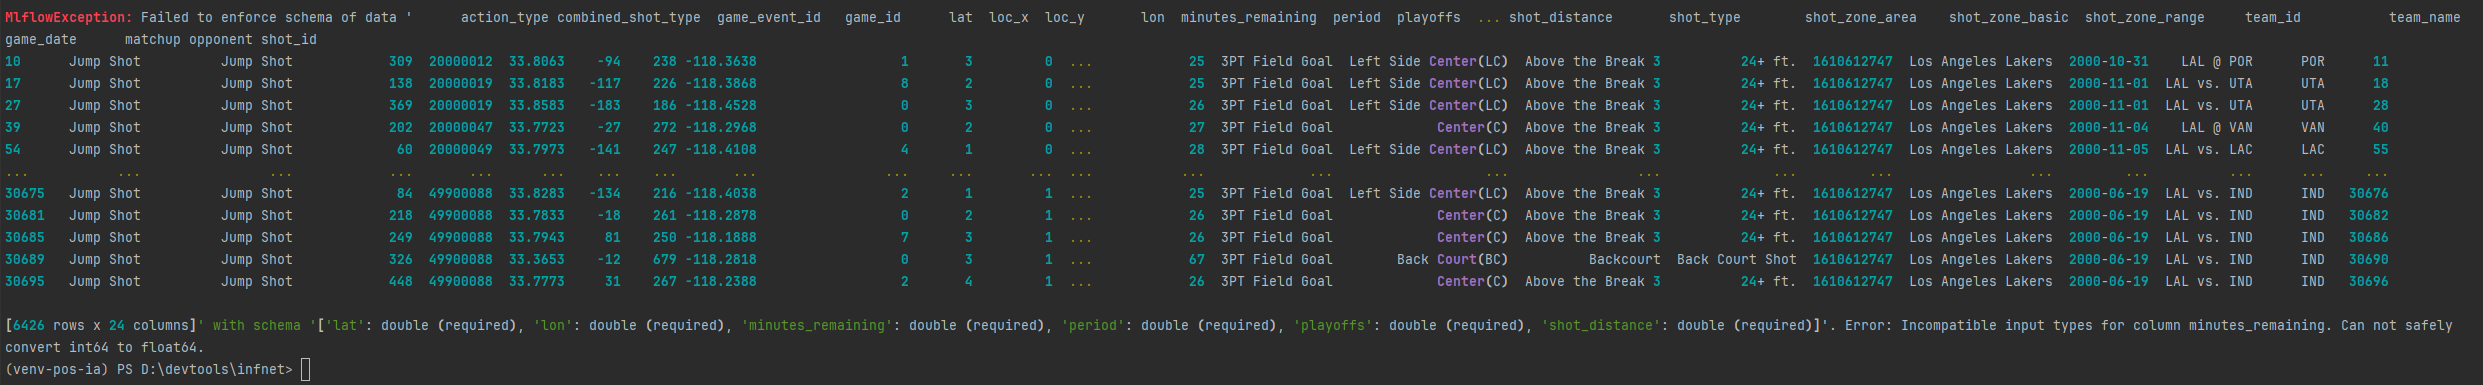 MlflowException: Failed to enforce schema of data '      action_type combined_shot_type  game_event_id   game_id      lat  loc_x  loc_y       lon  minutes_remaining  period  playoffs  ... shot_distance       shot_type        shot_zone_area    shot_zone_basic  shot_zone_range     team_id           team_name
game_date      matchup opponent shot_id
10      Jump Shot          Jump Shot            309  20000012  33.8063    -94    238 -118.3638                  1       3         0  ...            25  3PT Field Goal  Left Side Center(LC)  Above the Break 3          24+ ft.  1610612747  Los Angeles Lakers  2000-10-31    LAL @ POR      POR      11
17      Jump Shot          Jump Shot            138  20000019  33.8183   -117    226 -118.3868                  8       2         0  ...            25  3PT Field Goal  Left Side Center(LC)  Above the Break 3          24+ ft.  1610612747  Los Angeles Lakers  2000-11-01  LAL vs. UTA      UTA      18
27      Jump Shot          Jump Shot            369  20000019  33.8583   -183    186 -118.4528                  0       3         0  ...            26  3PT Field Goal  Left Side Center(LC)  Above the Break 3          24+ ft.  1610612747  Los Angeles Lakers  2000-11-01  LAL vs. UTA      UTA      28
39      Jump Shot          Jump Shot            202  20000047  33.7723    -27    272 -118.2968                  0       2         0  ...            27  3PT Field Goal             Center(C)  Above the Break 3          24+ ft.  1610612747  Los Angeles Lakers  2000-11-04    LAL @ VAN      VAN      40
54      Jump Shot          Jump Shot             60  20000049  33.7973   -141    247 -118.4108                  4       1         0  ...            28  3PT Field Goal  Left Side Center(LC)  Above the Break 3          24+ ft.  1610612747  Los Angeles Lakers  2000-11-05  LAL vs. LAC      LAC      55
...           ...                ...            ...       ...      ...    ...    ...       ...                ...     ...       ...  ...           ...             ...                   ...                ...              ...         ...                 ...         ...          ...      ...     ...
30675     Jump Shot          Jump Shot             84  49900088  33.8283   -134    216 -118.4038                  2       1         1  ...            25  3PT Field Goal  Left Side Center(LC)  Above the Break 3          24+ ft.  1610612747  Los Angeles Lakers  2000-06-19  LAL vs. IND      IND   30676
30681     Jump Shot          Jump Shot            218  49900088  33.7833    -18    261 -118.2878                  0       2         1  ...            26  3PT Field Goal             Center(C)  Above the Break 3          24+ ft.  1610612747  Los Angeles Lakers  2000-06-19  LAL vs. IND      IND   30682
30685     Jump Shot          Jump Shot            249  49900088  33.7943     81    250 -118.1888                  7       3         1  ...            26  3PT Field Goal             Center(C)  Above the Break 3          24+ ft.  1610612747  Los Angeles Lakers  2000-06-19  LAL vs. IND      IND   30686
30689     Jump Shot          Jump Shot            326  49900088  33.3653    -12    679 -118.2818                  0       3         1  ...            67  3PT Field Goal        Back Court(BC)          Backcourt  Back Court Shot  1610612747  Los Angeles Lakers  2000-06-19  LAL vs. IND      IND   30690
30695     Jump Shot          Jump Shot            448  49900088  33.7773     31    267 -118.2388                  2       4         1  ...            26  3PT Field Goal             Center(C)  Above the Break 3          24+ ft.  1610612747  Los Angeles Lakers  2000-06-19  LAL vs. IND      IND   30696
[6426 rows x 24 columns]' with schema '['lat': double (required), 'lon': double (required), 'minutes_remaining': double (required), 'period': double (required), 'playoffs': double (required), 'shot_distance': double (required)]'. Error: Incompatible input types for column minutes_remaining. Can not safely
convert int64 to float64.
(venv-pos-ia) PS D:\devtools\infnet>